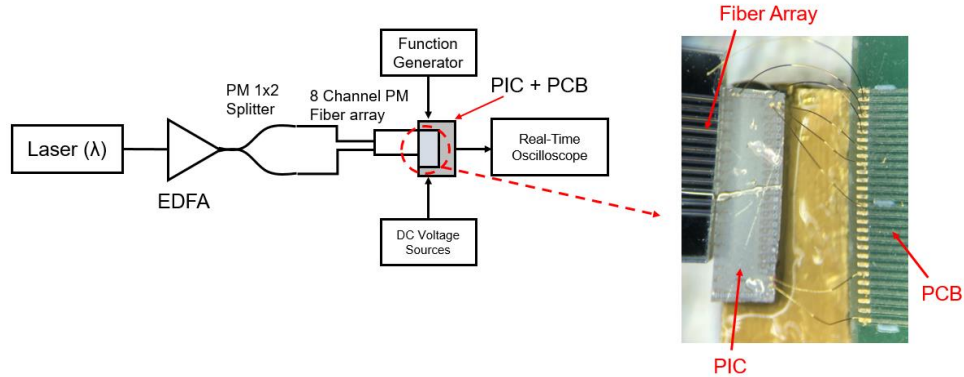 Function
Generator
Fiber Array
PM 1x2
Splitter
8 Channel PM
Fiber array
PIC + PCB
Laser (λ)
Real-Time
Oscilloscope
EDFA
DC Voltage
Sources
PCB
PIC